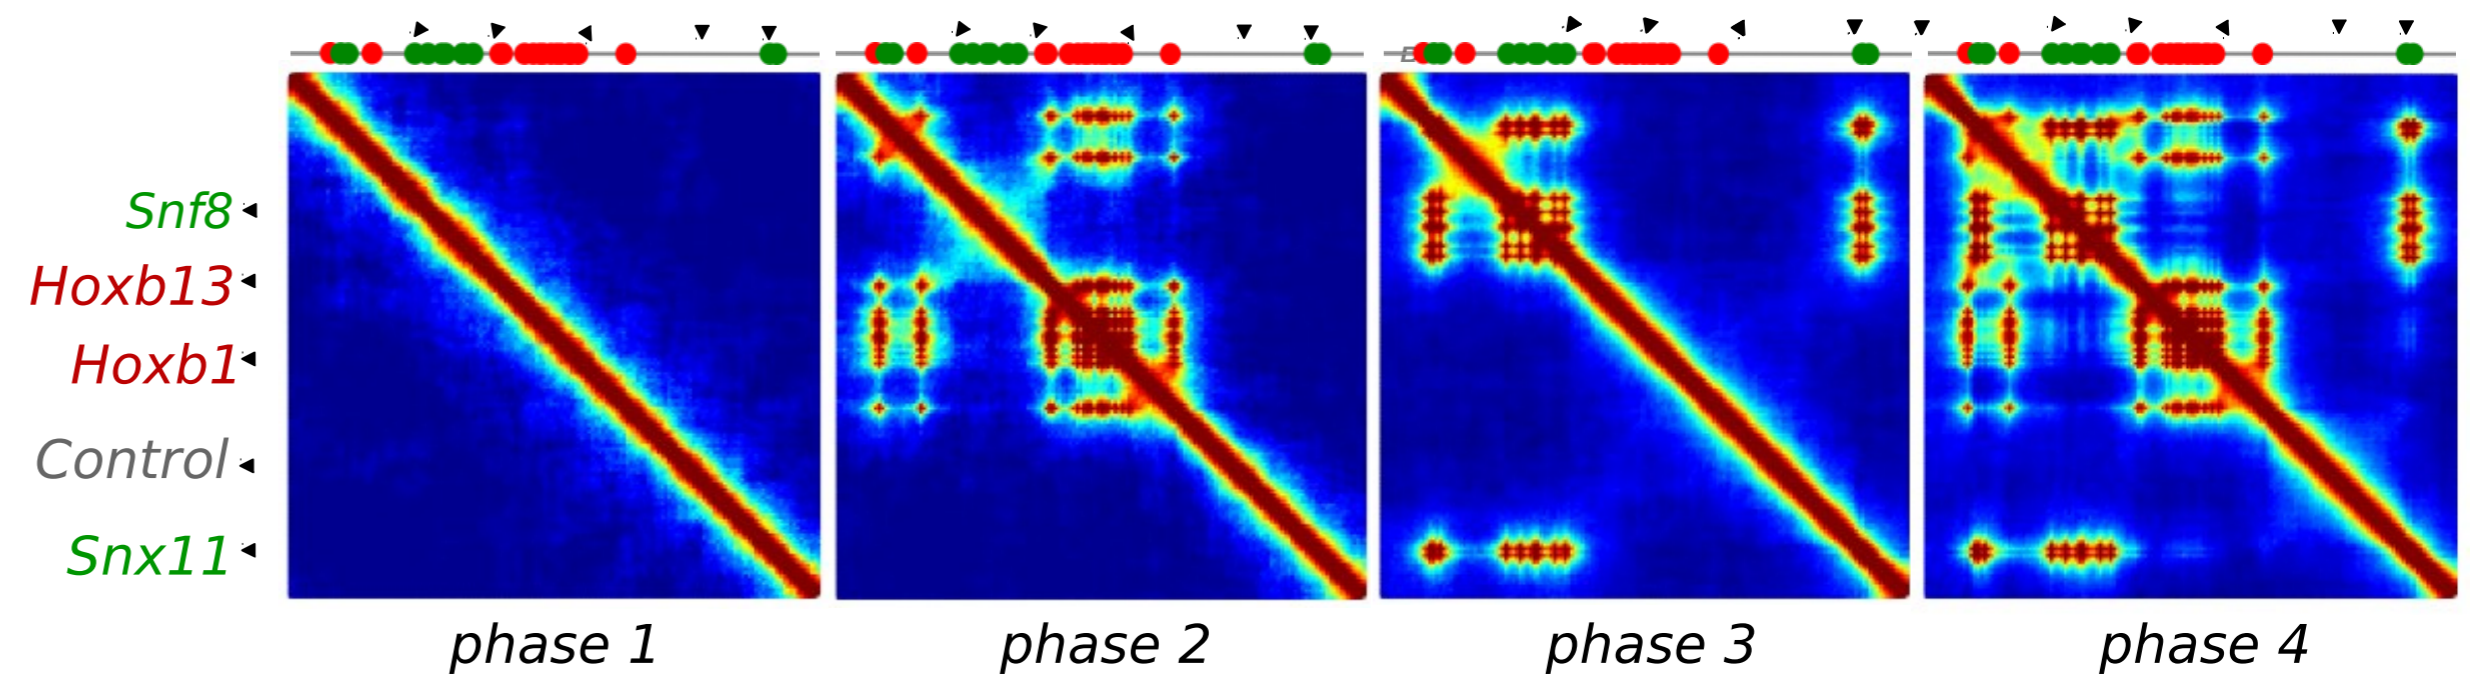 B
Snf8
Hoxb13
Hoxb1
Control
Snx11
phase 1
phase 2
phase 3
phase 4